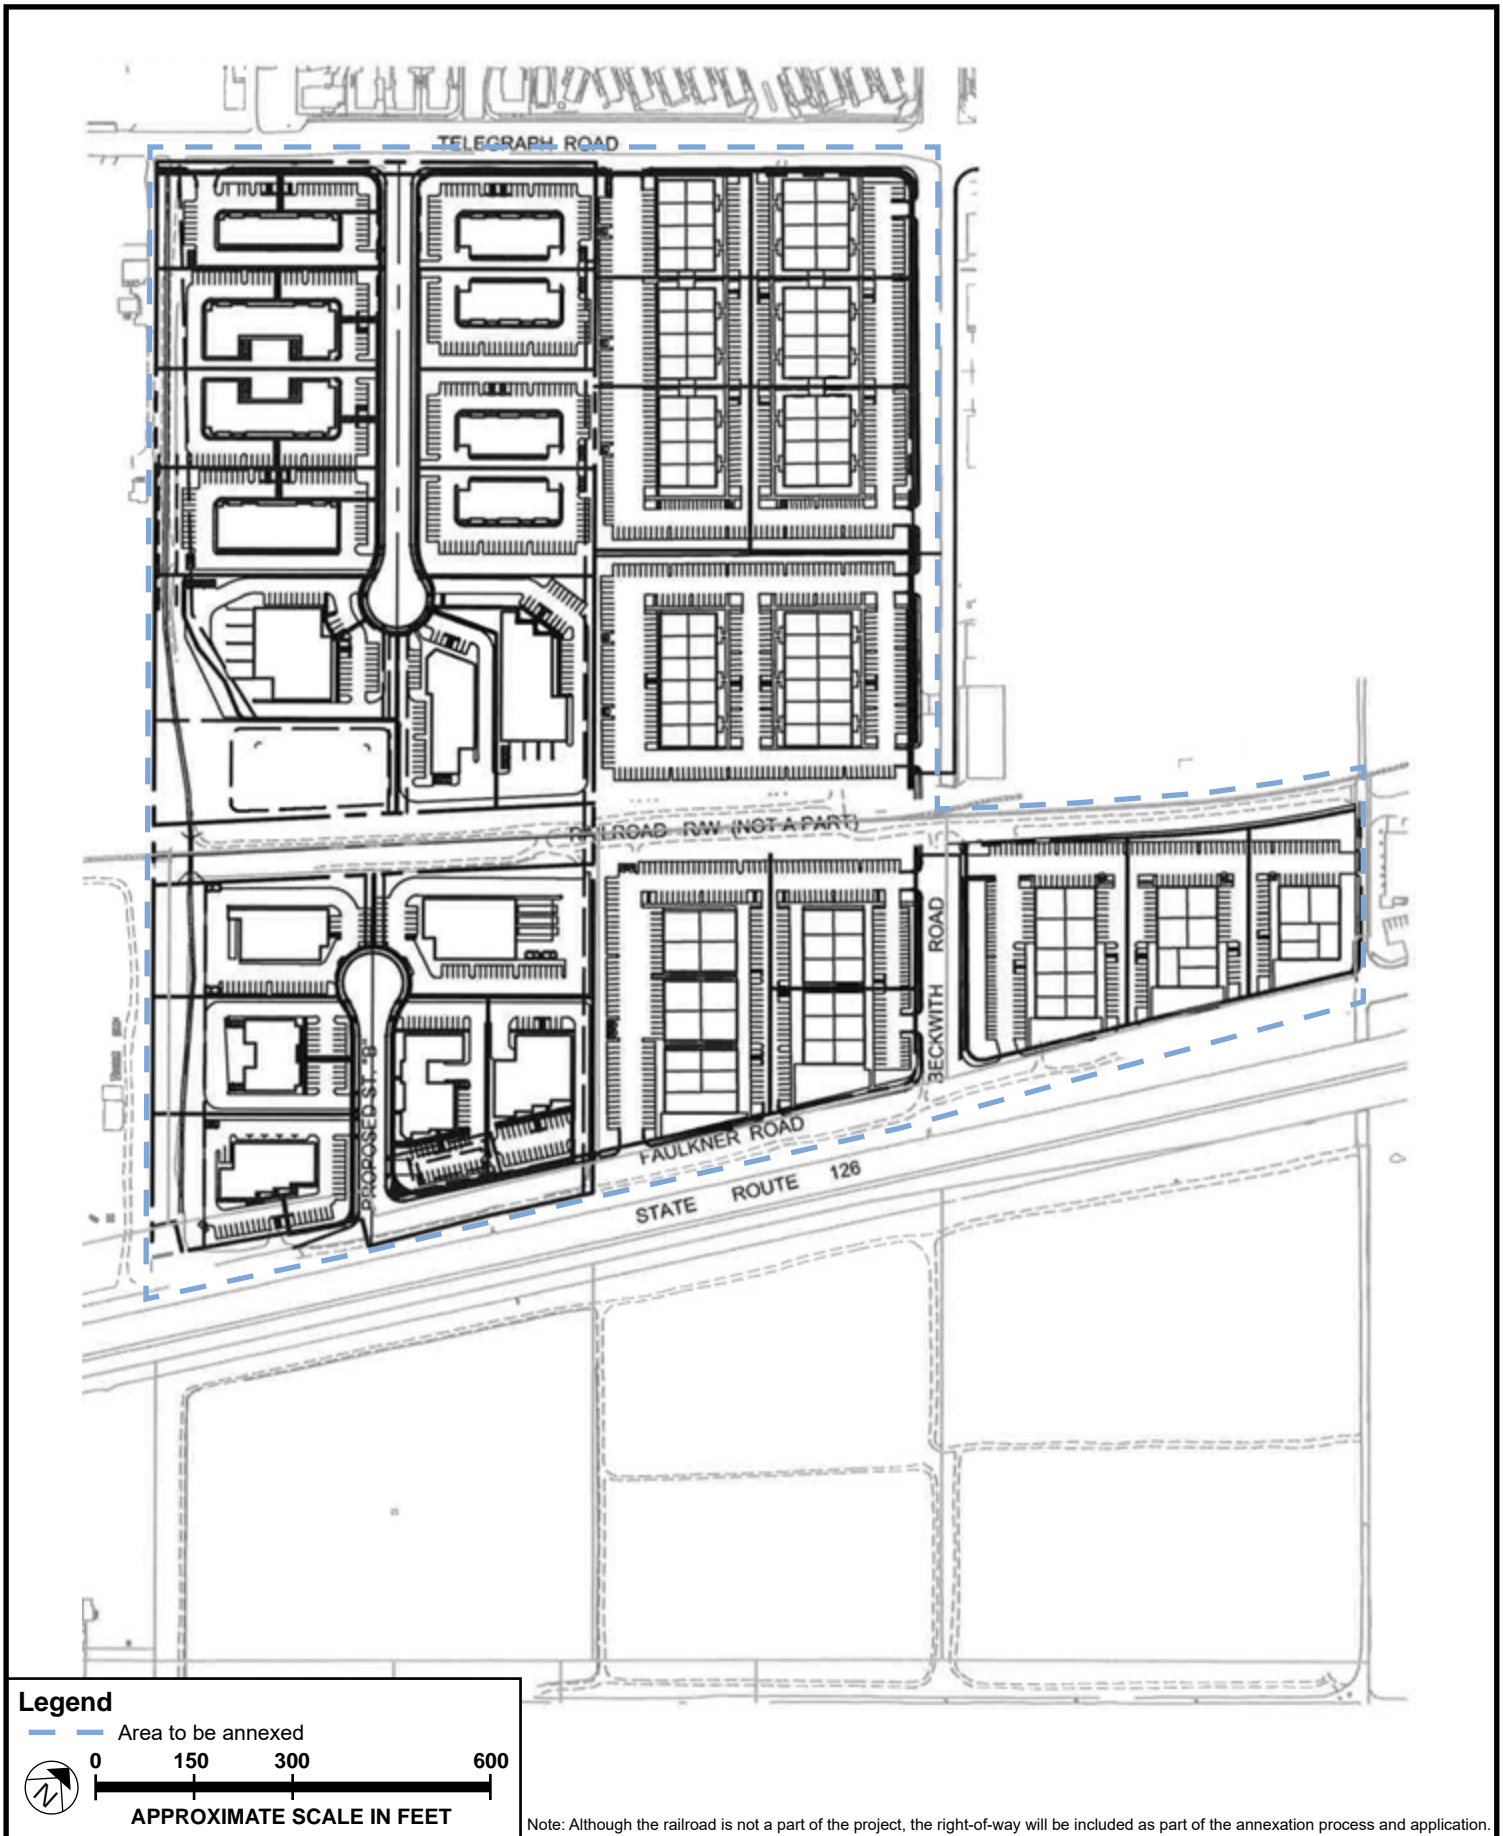 TELEGRAPH ROAD
RAILROAD R/W (NOT A PART)
BECKWITH ROAD
PROPOSED ST. "B"
FAULKNER ROAD
STATE ROUTE 126
Legend
Area to be annexed
0 150 300 600
N
APPROXIMATE SCALE IN FEET
Note: Although the railroad is not a part of the project, the right-of-way will be included as part of the annexation process and application.